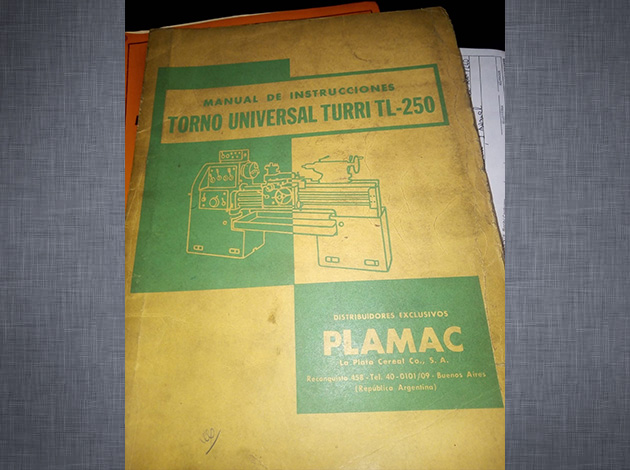 MANUAL DE INSTRUCCIONES
TORNO UNIVERSAL TURRI TL-250
DISTRIBUIDORES EXCLUSIVOS
PLAMAC
La Plata Cereal Co., S. A.
Reconquista 458 - Tel. 40-0101/09 - Buenos Aires
(República Argentina)